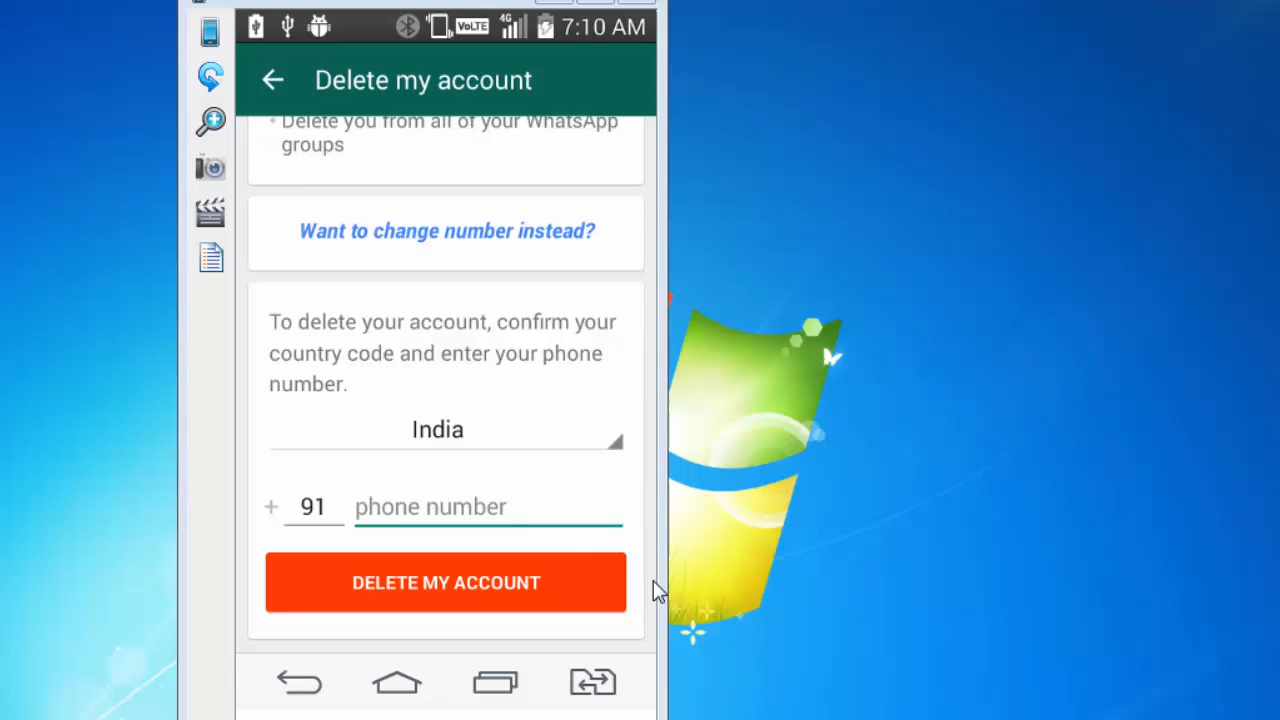 VoLTE 4G 7:10 AM
Delete my account
• Delete you from all of your WhatsApp
groups
Want to change number instead?
To delete your account, confirm your
country code and enter your phone
number.
India
+ 91 phone number
DELETE MY ACCOUNT